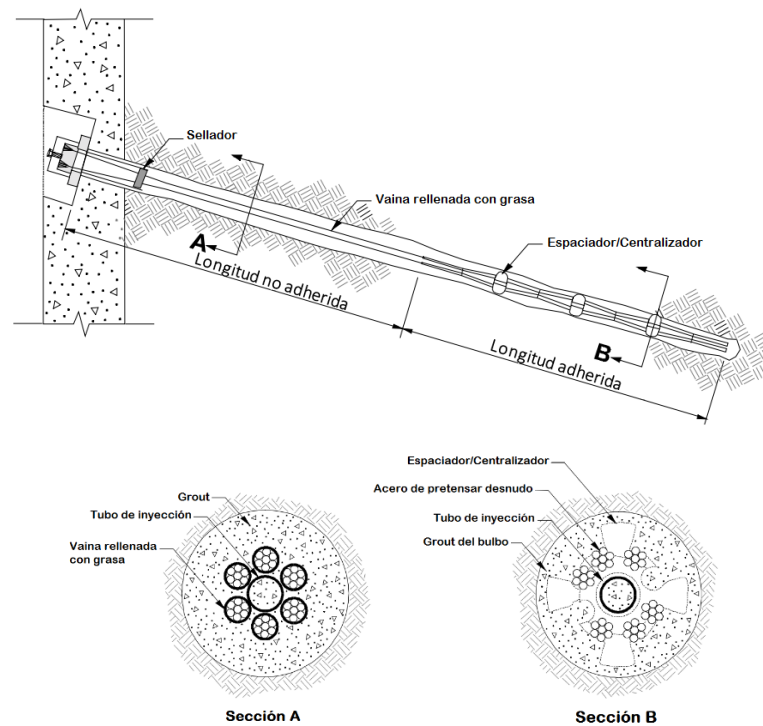 Sellador
Vaina rellenada con grasa
Espaciador/Centralizador
A
Longitud no adherida
B
Longitud adherida
Grout
Tubo de inyección
Vaina rellenada
con grasa
Sección A
Espaciador/Centralizador
Acero de pretensar desnudo
Tubo de inyección
Grout del bulbo
Sección B